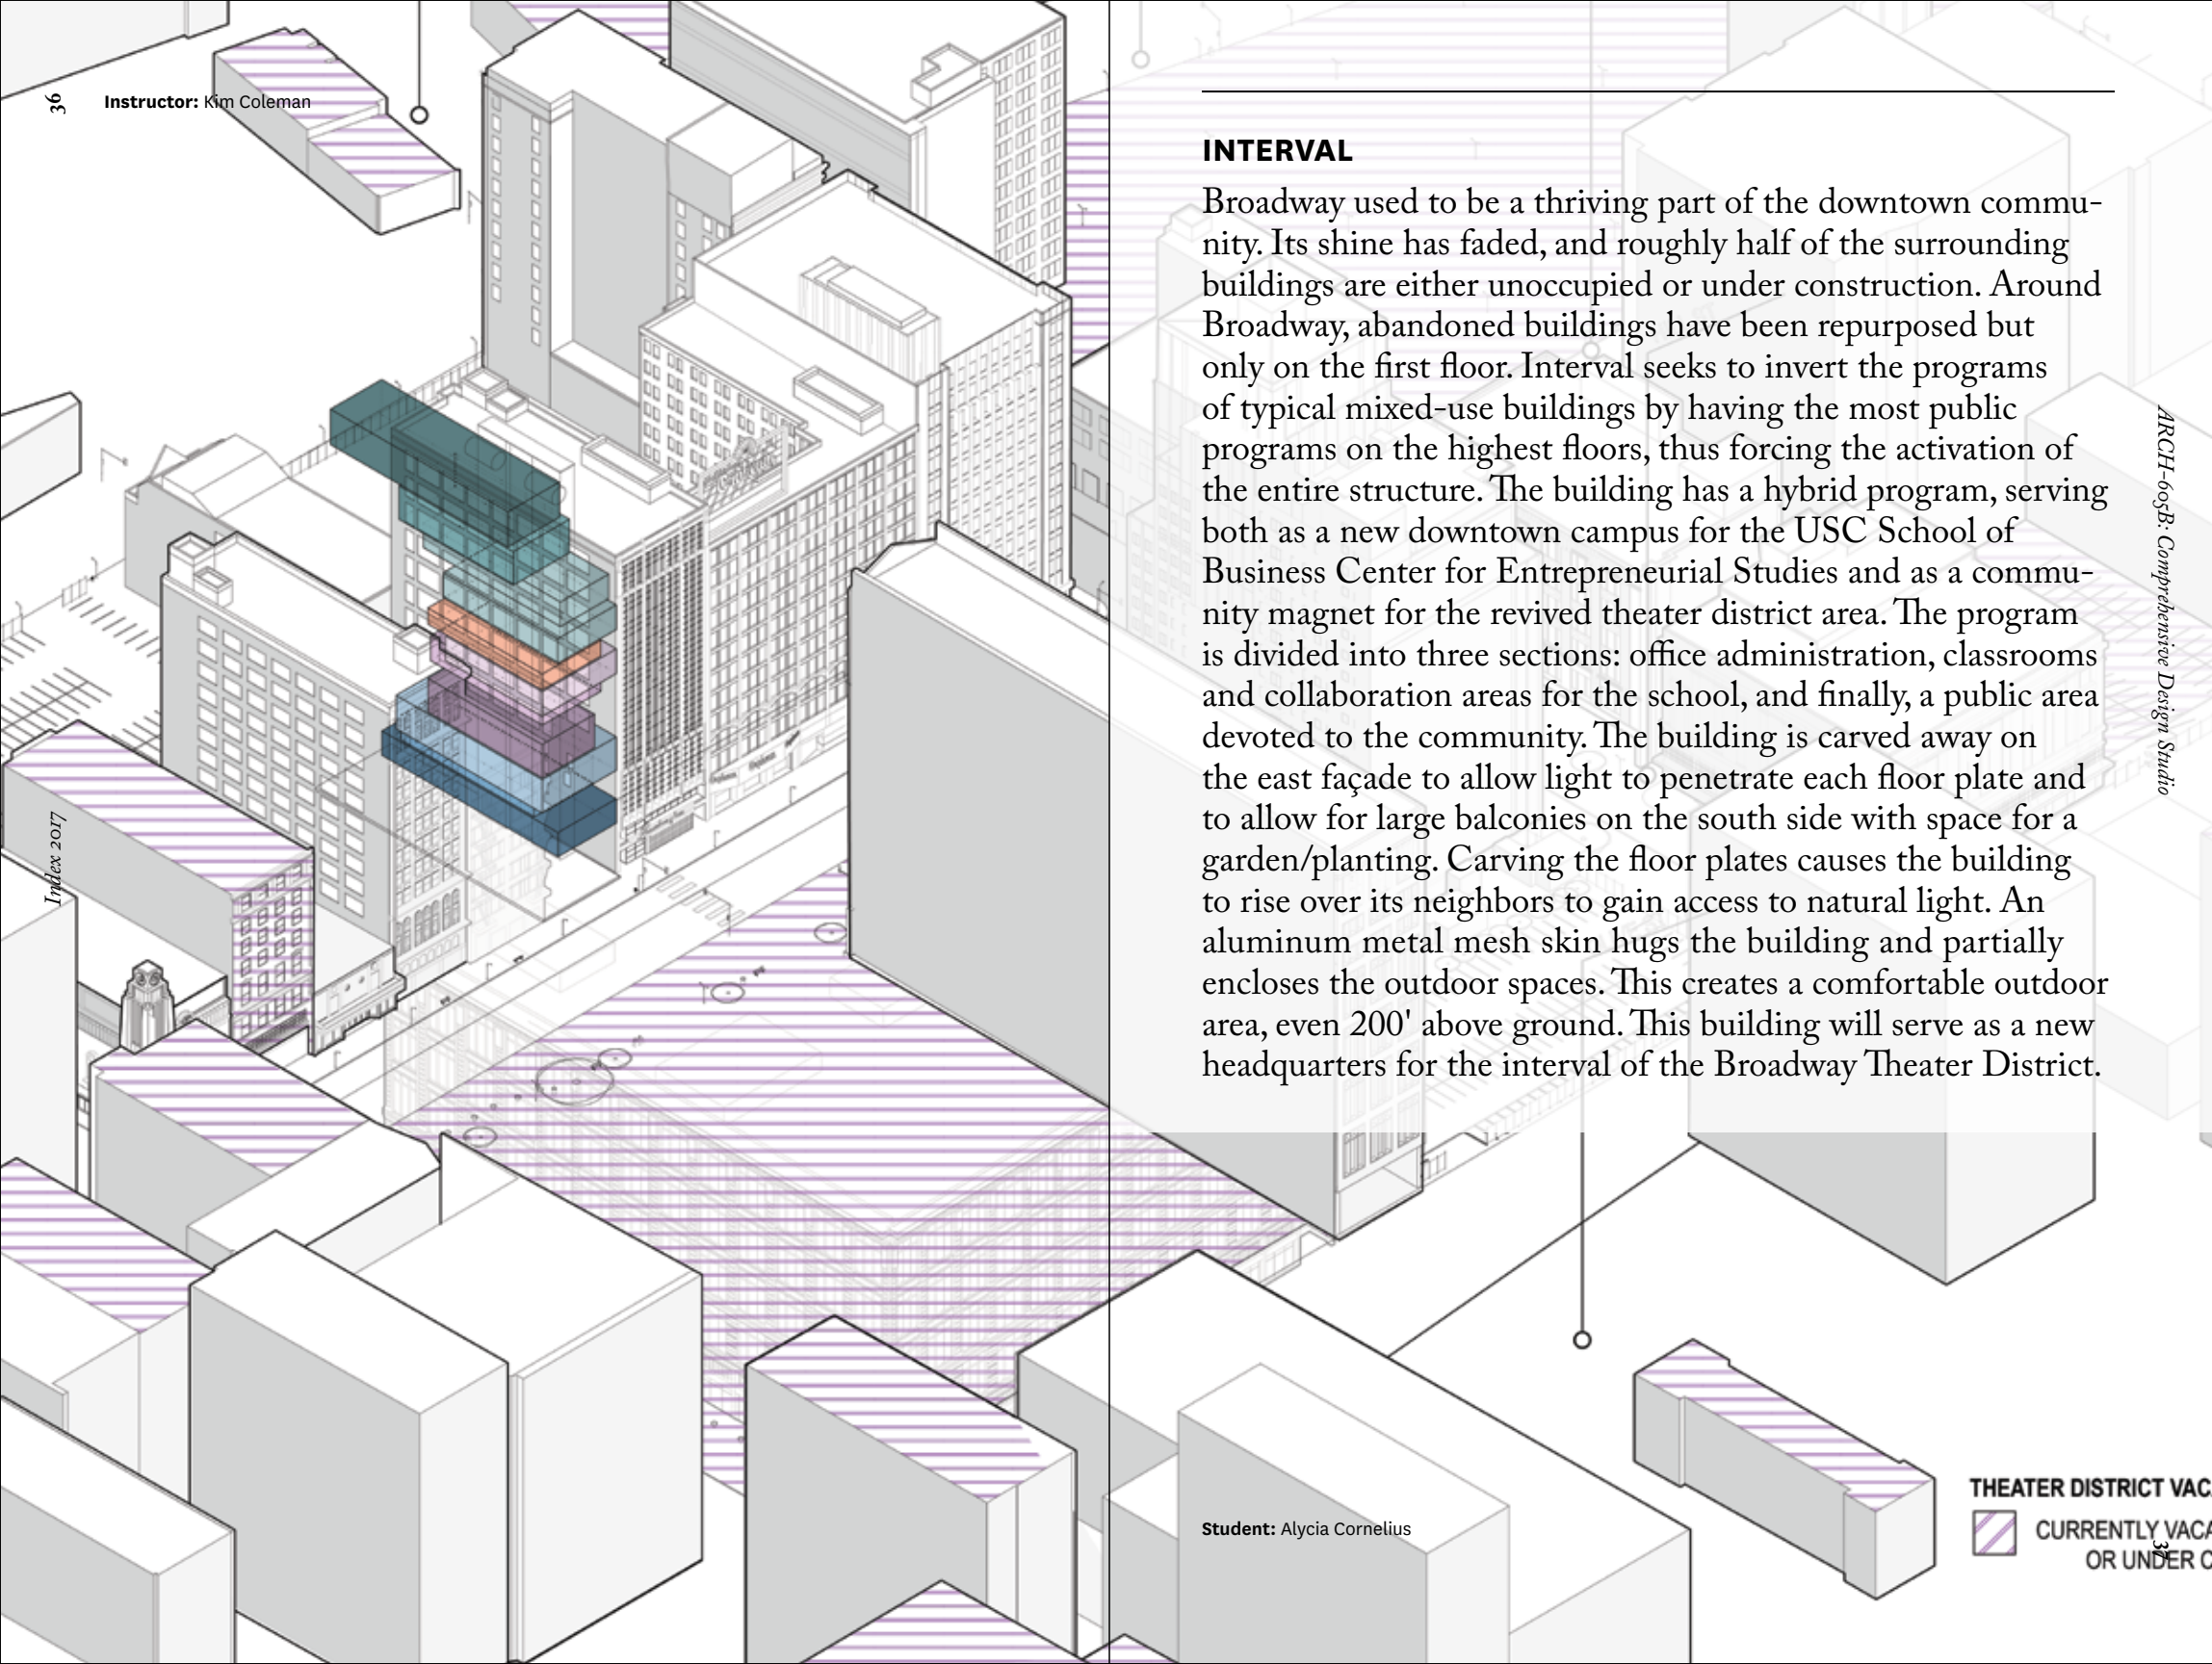 36
Instructor: Kim Coleman
Index 2017
INTERVAL
Broadway used to be a thriving part of the downtown commu-
nity. Its shine has faded, and roughly half of the surrounding
buildings are either unoccupied or under construction. Around
Broadway, abandoned buildings have been repurposed but
only on the first floor. Interval seeks to invert the programs
of typical mixed-use buildings by having the most public
programs on the highest floors, thus forcing the activation of
the entire structure. The building has a hybrid program, serving
both as a new downtown campus for the USC School of
Business Center for Entrepreneurial Studies and as a commu-
nity magnet for the revived theater district area. The program
is divided into three sections: office administration, classrooms
and collaboration areas for the school, and finally, a public area
devoted to the community. The building is carved away on
the east façade to allow light to penetrate each floor plate and
to allow for large balconies on the south side with space for a
garden/planting. Carving the floor plates causes the building
to rise over its neighbors to gain access to natural light. An
aluminum metal mesh skin hugs the building and partially
encloses the outdoor spaces. This creates a comfortable outdoor
area, even 200' above ground. This building will serve as a new
headquarters for the interval of the Broadway Theater District.
ARCH-605B: Comprehensive Design Studio
Student: Alycia Cornelius
THEATER DISTRICT VAC
CURRENTLY VACA
OR UNDER C
37